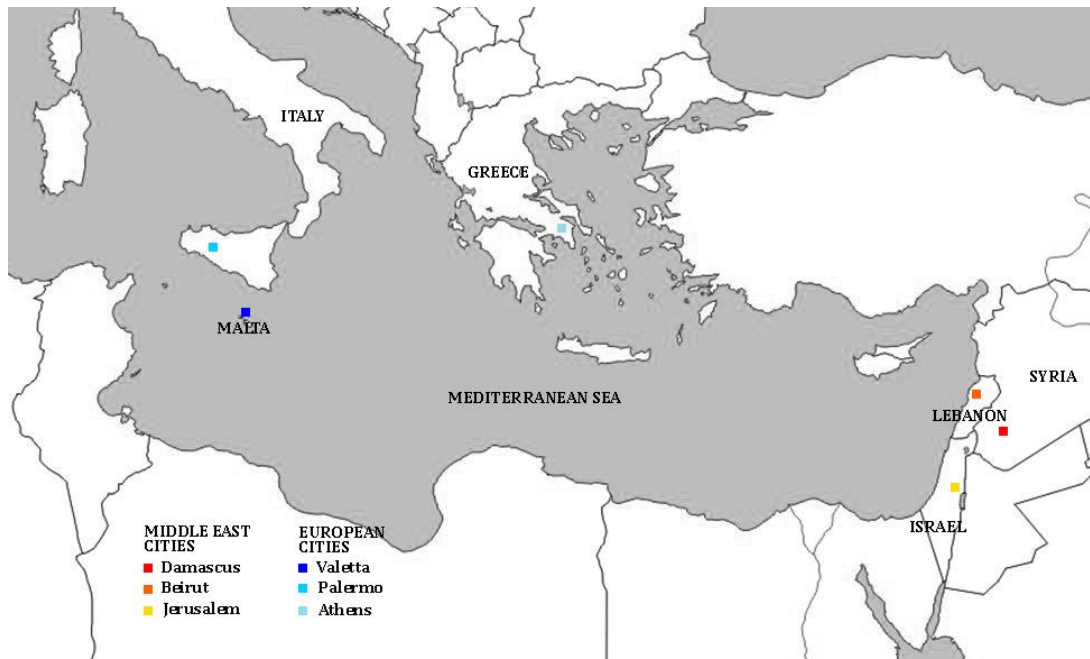 ITALY
GREECE
MALTA
SYRIA
MEDITERRANEAN SEA
LEBANON
ISRAEL
MIDDLE EAST
CITIES
Damascus
Beirut
Jerusalem
EUROPEAN
CITIES
Valetta
Palermo
Athens